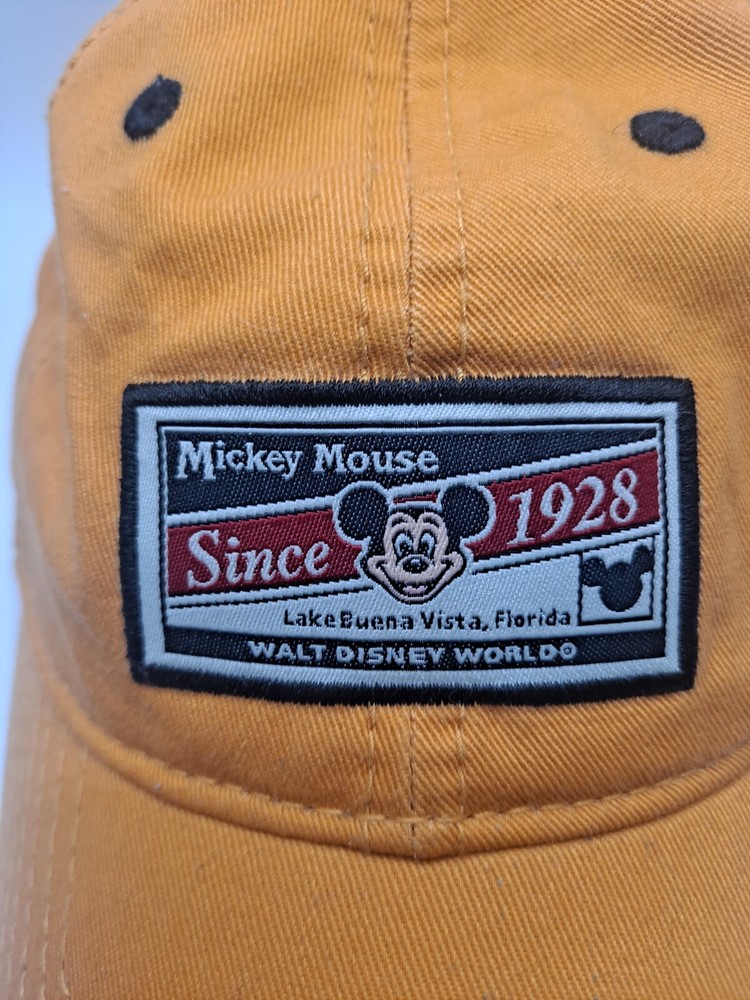 Mickey Mouse
Since 1928
Lake Buena Vista, Florida
WALT DISNEY WORLD®